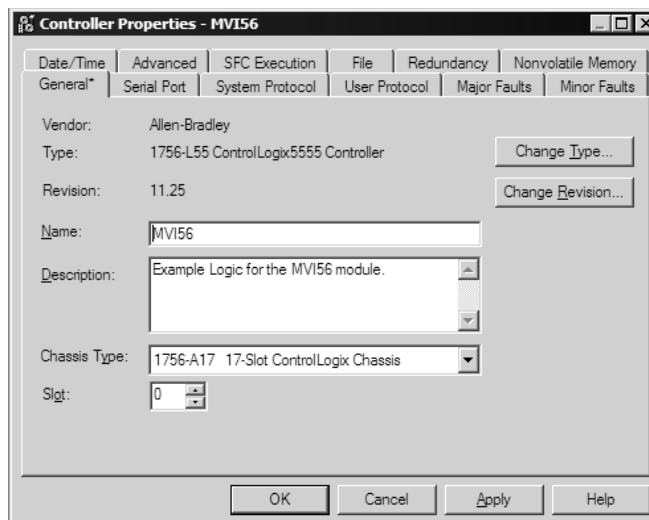 Controller Properties - MVI56
Date/Time Advanced SFC Execution File Redundancy Nonvolatile Memory
General* Serial Port System Protocol User Protocol Major Faults Minor Faults
Vendor: Allen-Bradley
Type: 1756-L55 ControlLogix5555 Controller Change Type...
Revision: 11.25 Change Revision...
Name: MVI56
Description: Example Logic for the MVI56 module.
Chassis Type: 1756-A17 17-Slot ControlLogix Chassis
Slot: 0
OK Cancel Apply Help